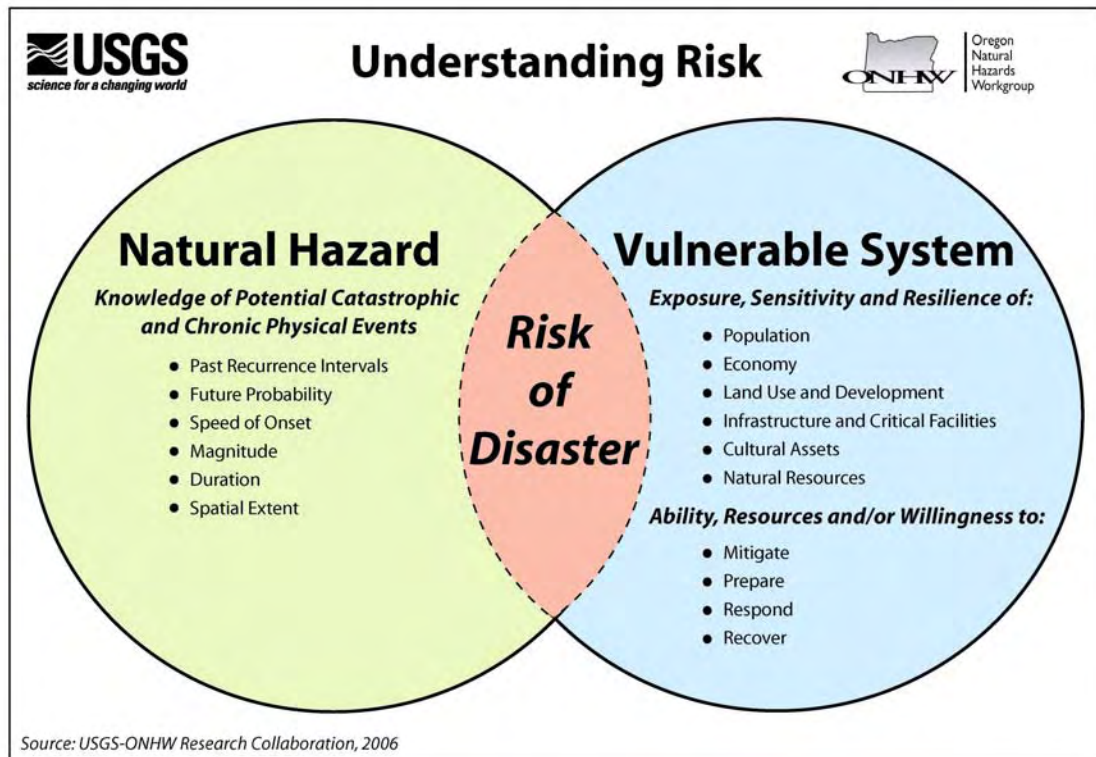 USGS
science for a changing world
Understanding Risk
ONHW
Oregon
Natural
Hazards
Workgroup
Natural Hazard
Knowledge of Potential Catastrophic
and Chronic Physical Events
• Past Recurrence Intervals
• Future Probability
• Speed of Onset
• Magnitude
• Duration
• Spatial Extent
Risk
of
Disaster
Vulnerable System
Exposure, Sensitivity and Resilience of:
• Population
• Economy
• Land Use and Development
• Infrastructure and Critical Facilities
• Cultural Assets
• Natural Resources
Ability, Resources and/or Willingness to:
• Mitigate
• Prepare
• Respond
• Recover
Source: USGS-ONHW Research Collaboration, 2006